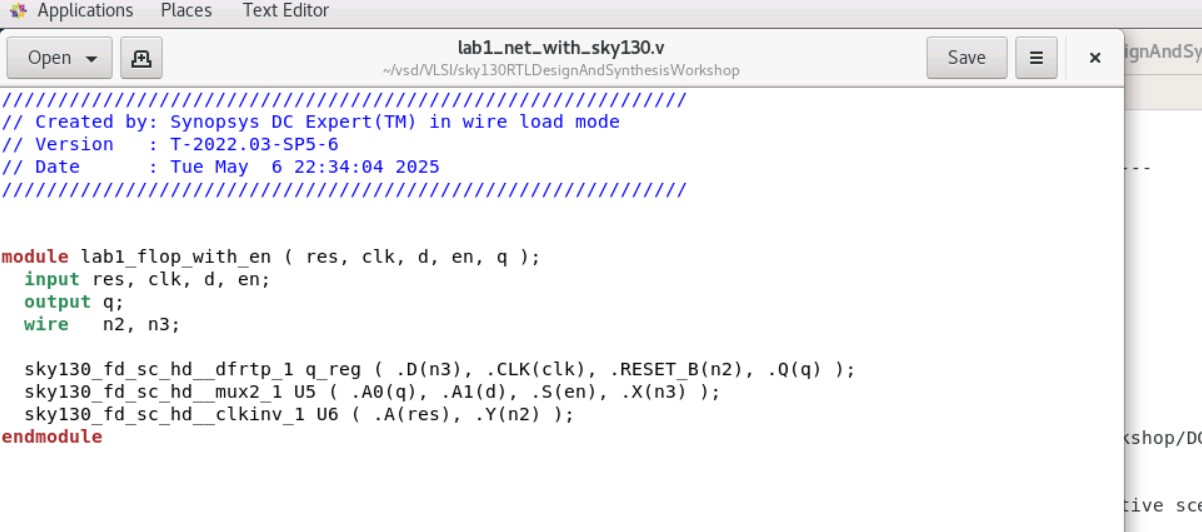 Applications Places Text Editor
Open lab1_net_with_sky130.v Save
~/vsd/VLSI/sky130RTLDesignAndSynthesisWorkshop
ignAndSy
/////////////////////////////////////////////////////////////
// Created by: Synopsys DC Expert(TM) in wire load mode
// Version   : T-2022.03-SP5-6
// Date      : Tue May  6 22:34:04 2025
/////////////////////////////////////////////////////////////
---
module lab1_flop_with_en ( res, clk, d, en, q );
  input res, clk, d, en;
  output q;
  wire   n2, n3;
  sky130_fd_sc_hd__dfrtp_1 q_reg ( .D(n3), .CLK(clk), .RESET_B(n2), .Q(q) );
  sky130_fd_sc_hd__mux2_1 U5 ( .A0(q), .A1(d), .S(en), .X(n3) );
  sky130_fd_sc_hd__clkinv_1 U6 ( .A(res), .Y(n2) );
endmodule
kshop/DC
tive sce